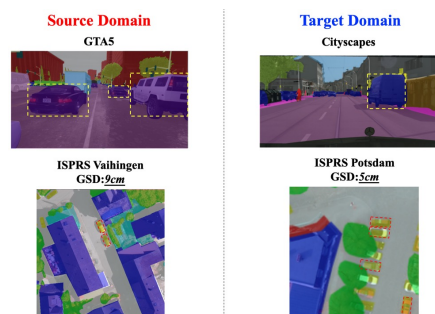 Source Domain
GTA5
ISPRS Vaihingen
GSD:9cm
Target Domain
Cityscapes
ISPRS Potsdam
GSD:5cm